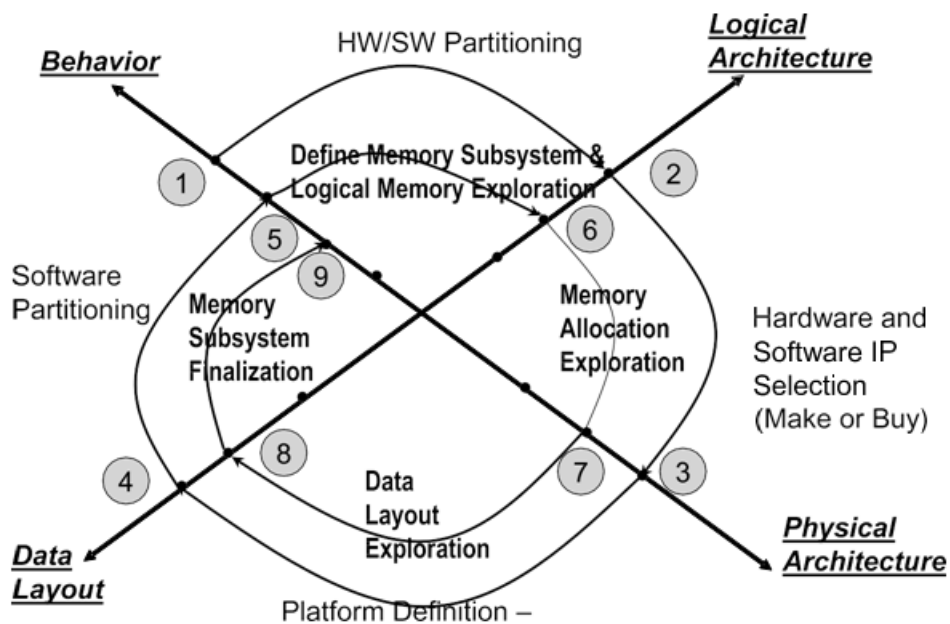 Behavior
HW/SW Partitioning
Logical
Architecture
1
Define Memory Subsystem &
Logical Memory Exploration
2
5
6
9
Software
Partitioning
Memory
Subsystem
Finalization
Memory
Allocation
Exploration
Hardware and
Software IP
Selection
(Make or Buy)
4
8
7
3
Data
Layout
Exploration
Data
Layout
Physical
Architecture
Platform Definition –